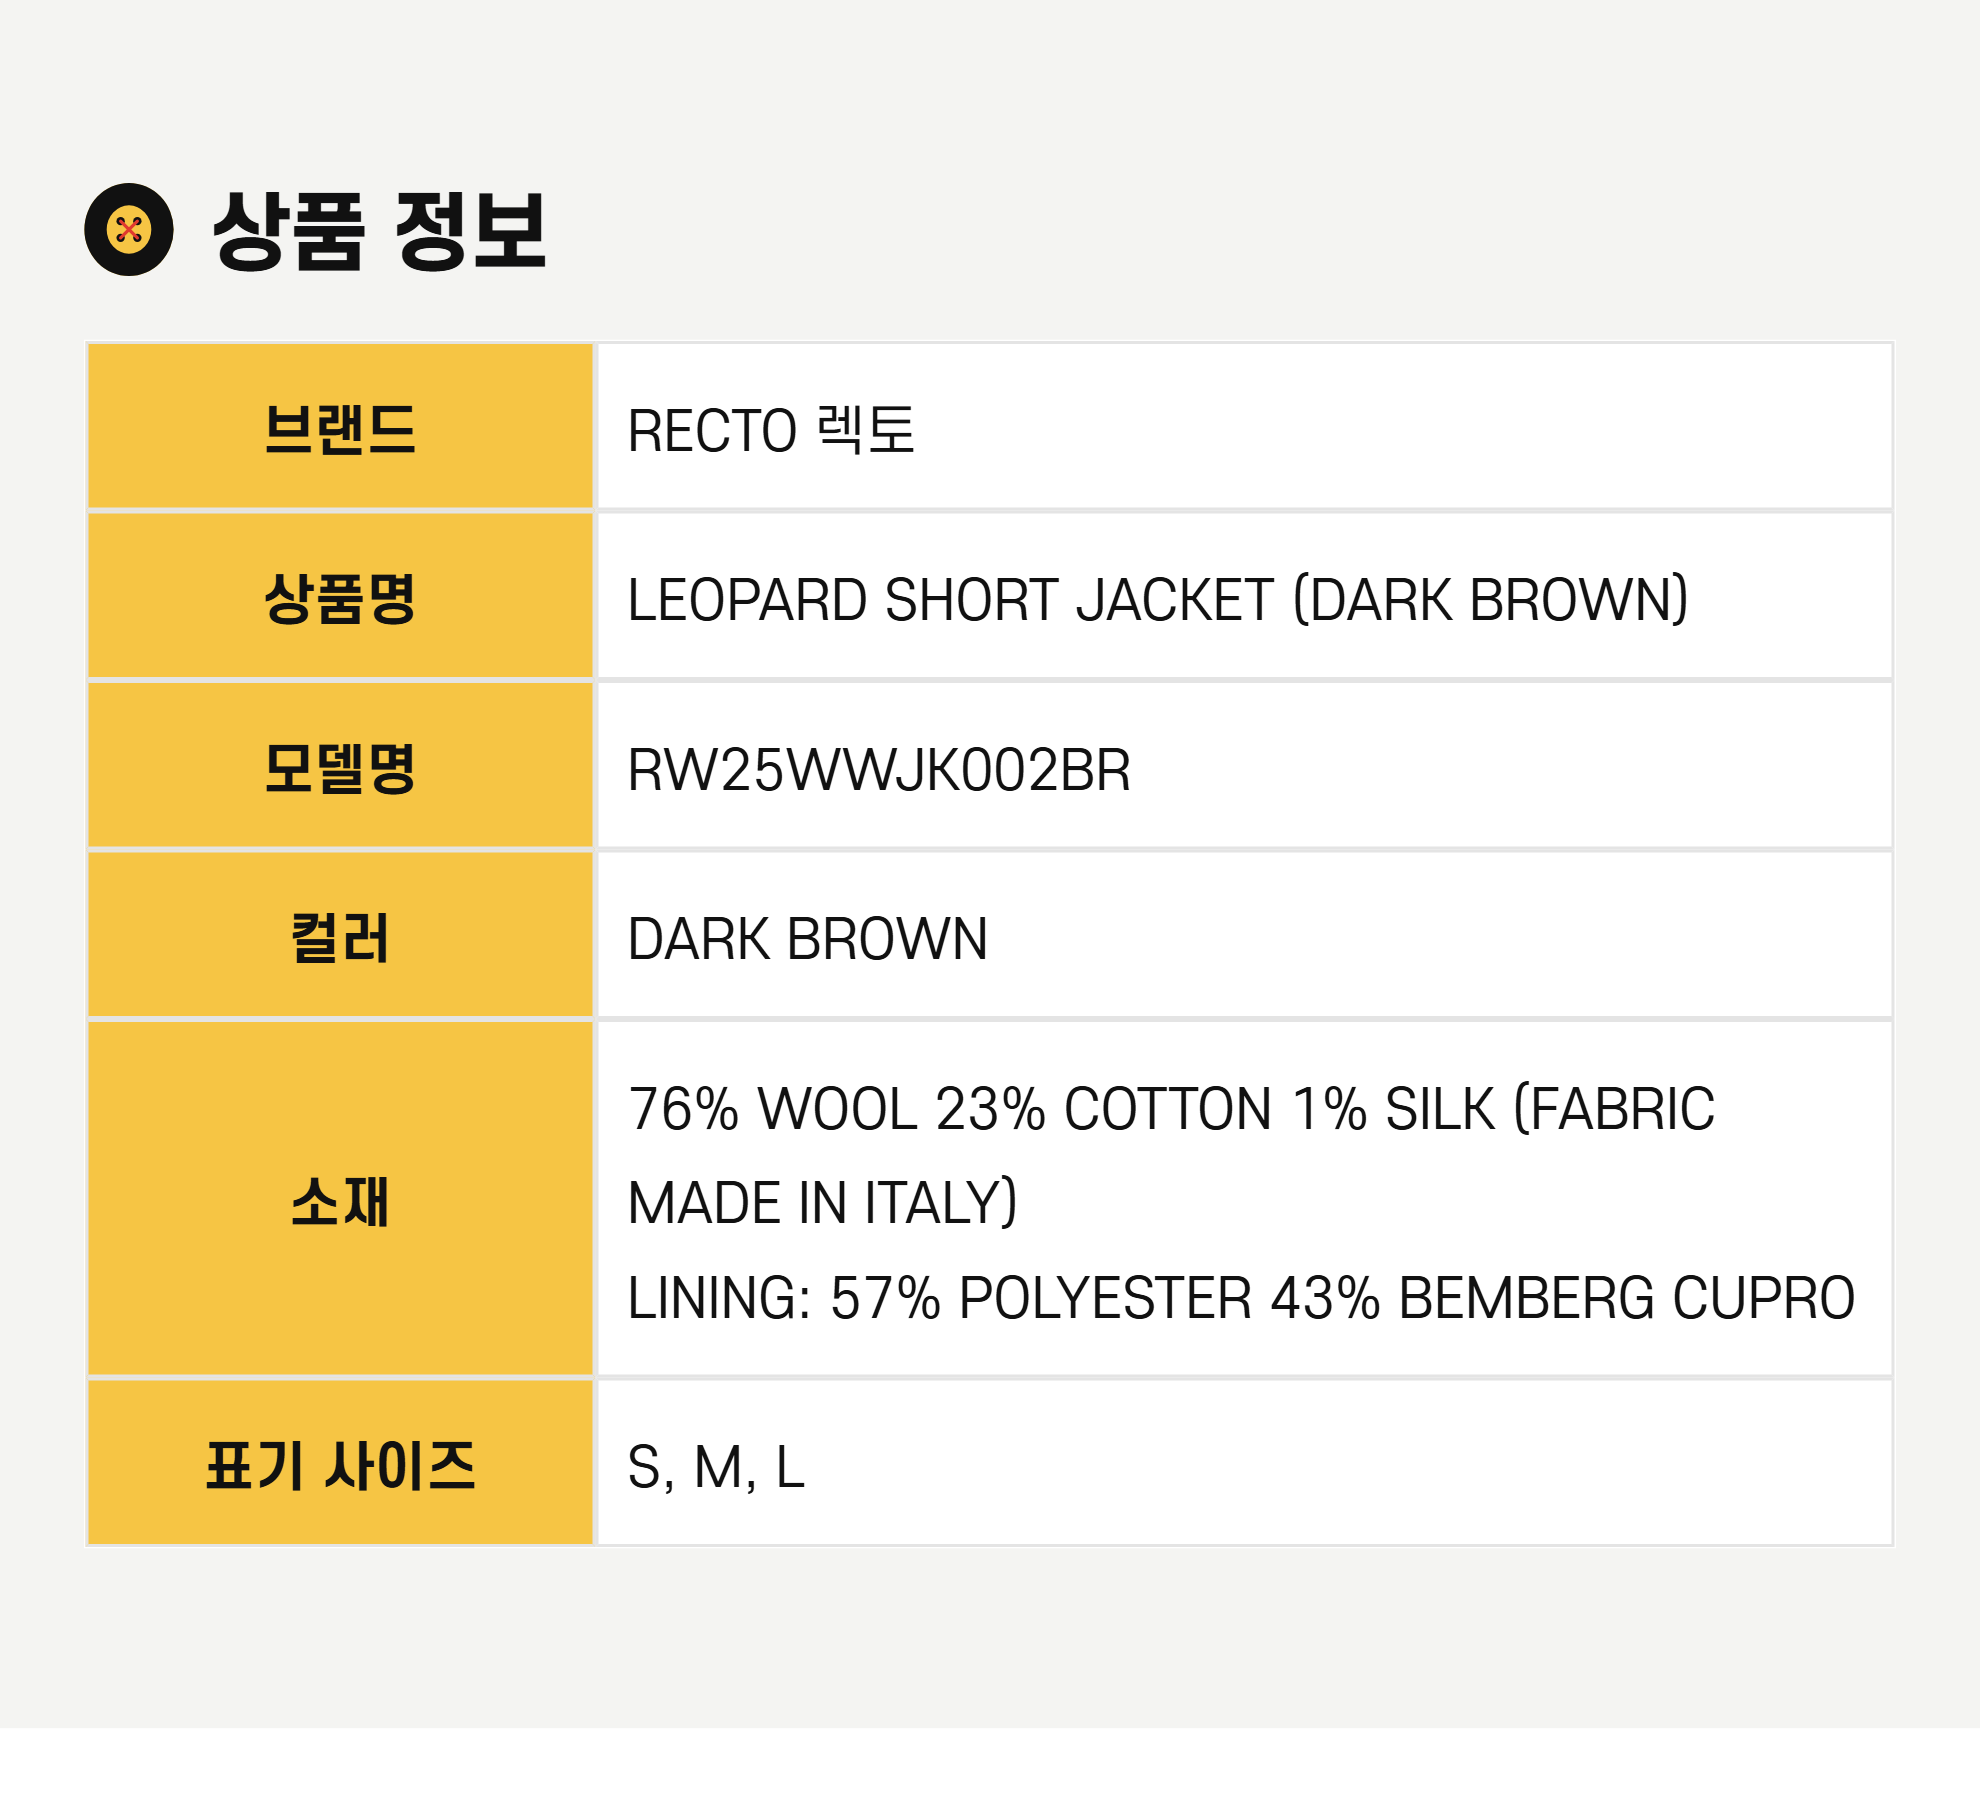 상품 정보
브랜드
RECTO 렉토
상품명
LEOPARD SHORT JACKET (DARK BROWN)
모델명
RW25WWJK002BR
컬러
DARK BROWN
소재
76% WOOL 23% COTTON 1% SILK (FABRIC
MADE IN ITALY)
LINING: 57% POLYESTER 43% BEMBERG CUPRO
표기 사이즈
S, M, L